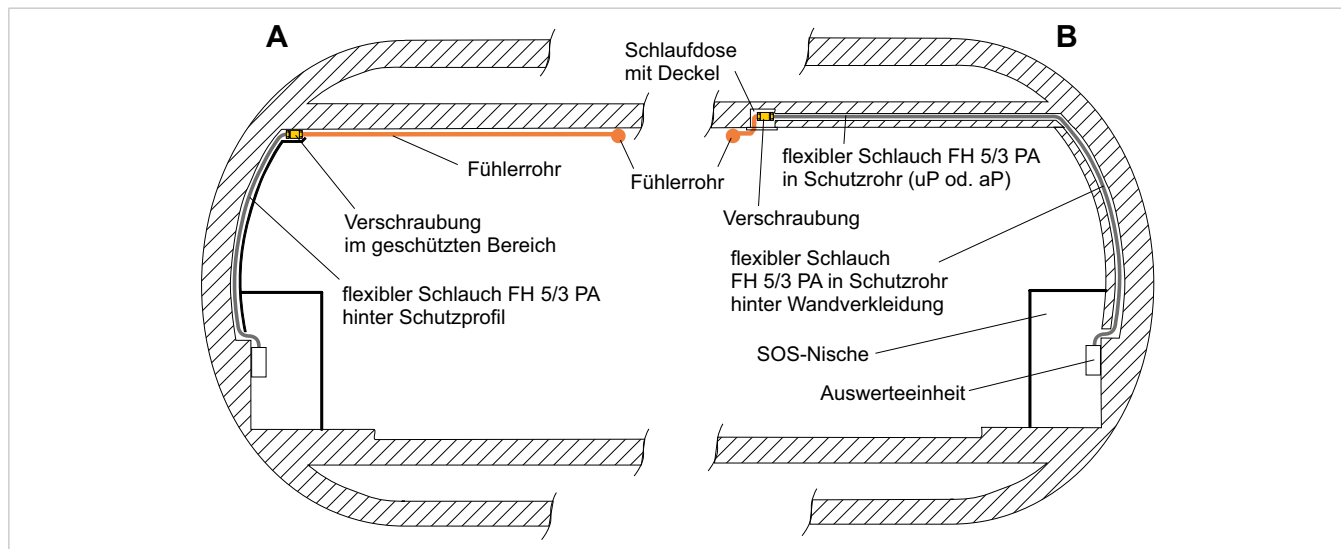 A
B
Schlaufdose
mit Deckel
Fühlerrohr
Fühlerrohr
flexibler Schlauch FH 5/3 PA
in Schutzrohr (uP od. aP)
Verschraubung
im geschützten Bereich
Verschraubung
flexibler Schlauch FH 5/3 PA
hinter Schutzprofil
flexibler Schlauch
FH 5/3 PA in Schutzrohr
hinter Wandverkleidung
SOS-Nische
Auswerteeinheit